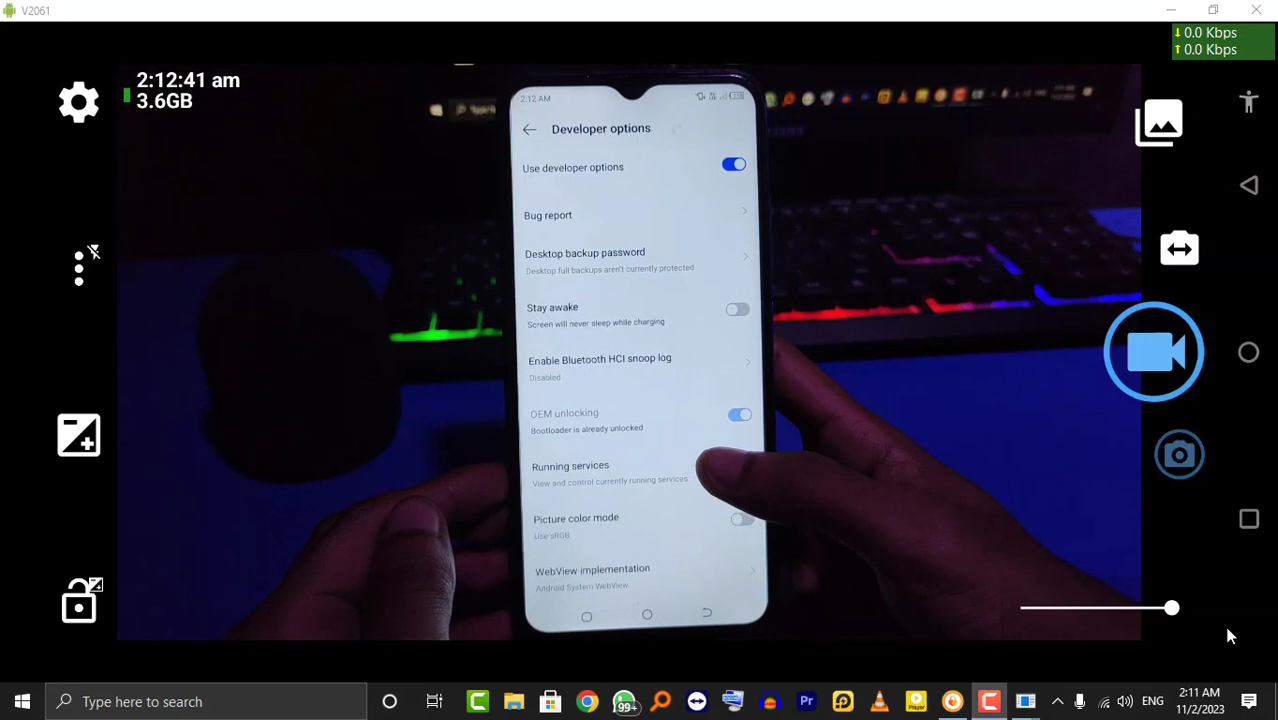 V2061
0.0 Kbps
0.0 Kbps
2:12:41 am
3.6GB
2:12 AM
Developer options
Use developer options
Bug report
Desktop backup password
Desktop full backups aren't currently protected
Stay awake
Screen will never sleep while charging
Enable Bluetooth HCI snoop log
Disabled
OEM unlocking
Bootloader is already unlocked
Running services
View and control currently running services
Picture color mode
Use sRGB
WebView implementation
Android System WebView
Type here to search
99+
Pr
Player
ENG
2:11 AM
11/2/2023